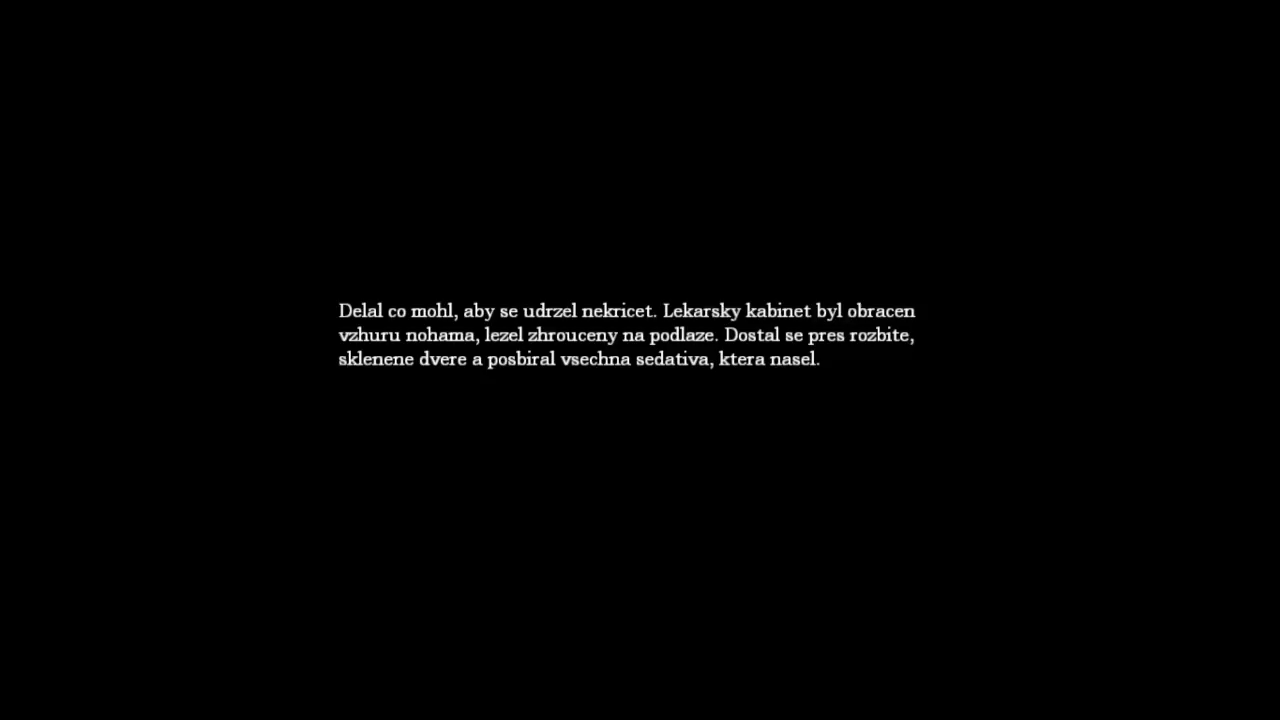 Delal co mohl, aby se udrzel nekricet. Lekarsky kabinet byl obracen
vzhuru nohama, lezel zhrouceny na podlaze. Dostal se pres rozbite,
sklenene dvere a posbiral vsechna sedativa, ktera nasel.